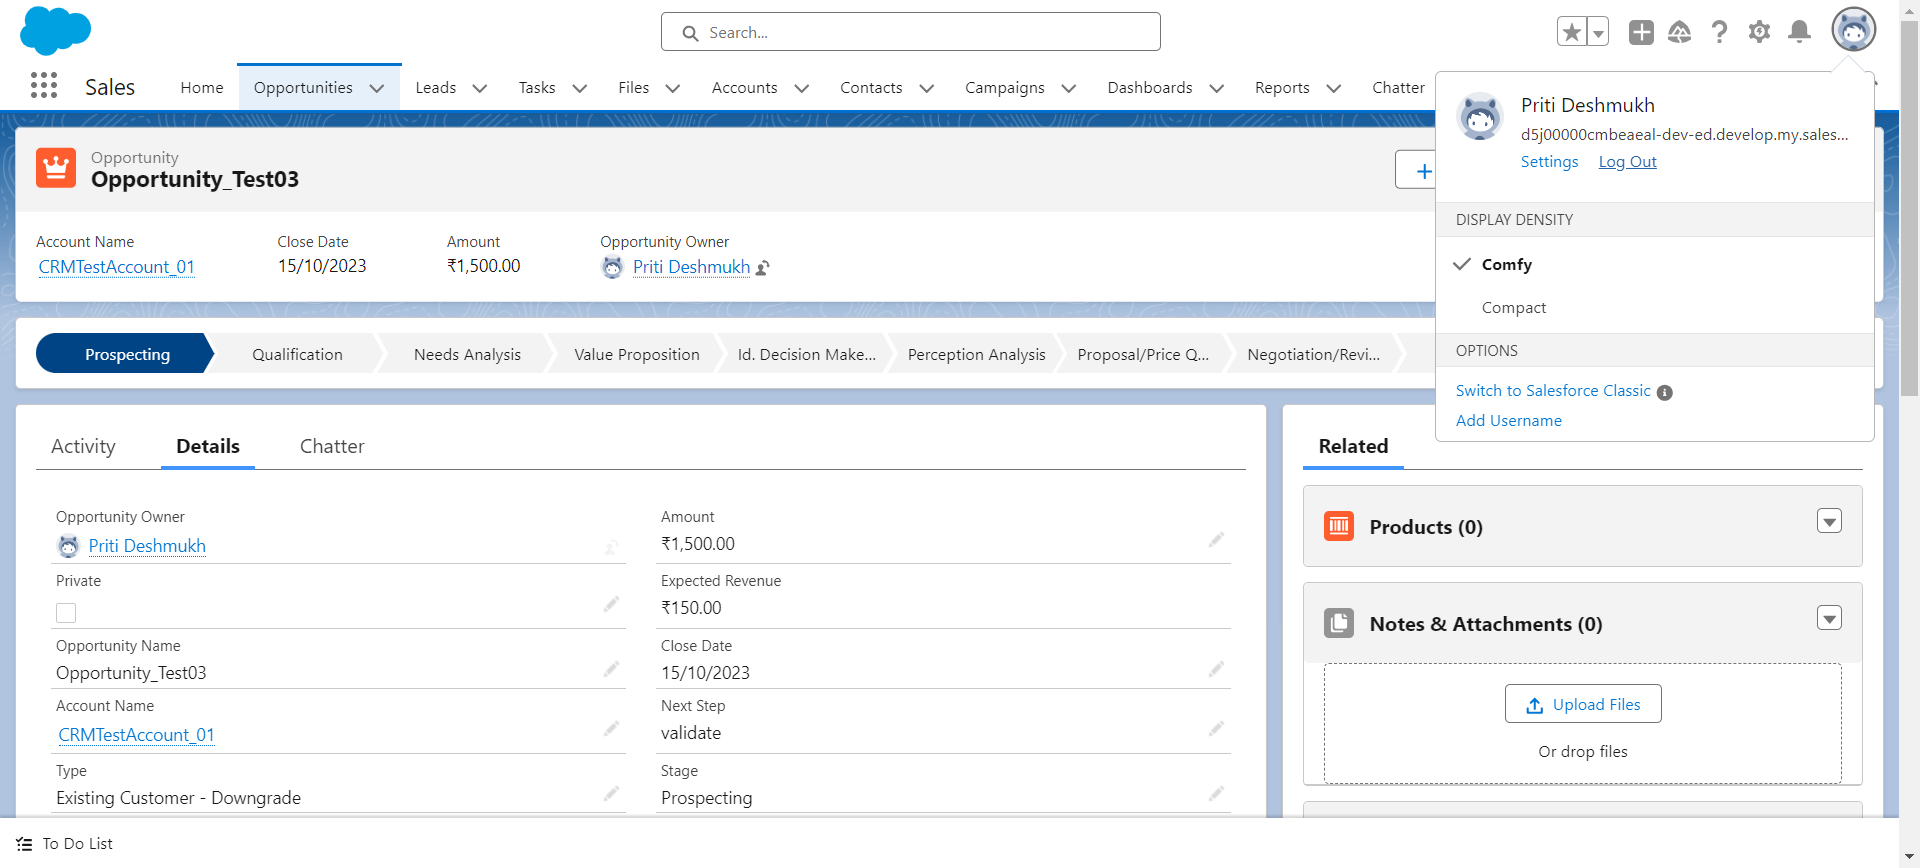 Search...
Sales
Home
Opportunities
Leads
Tasks
Files
Accounts
Contacts
Campaigns
Dashboards
Reports
Chatter
Priti Deshmukh
d5j00000cmbeaeal-dev-ed.develop.my.sales...
Settings
Log Out
DISPLAY DENSITY
Comfy
Compact
OPTIONS
Switch to Salesforce Classic
Add Username
Opportunity
Opportunity_Test03
Account Name
CRMTestAccount_01
Close Date
15/10/2023
Amount
₹1,500.00
Opportunity Owner
Priti Deshmukh
Prospecting
Qualification
Needs Analysis
Value Proposition
Id. Decision Make...
Perception Analysis
Proposal/Price Q...
Negotiation/Revi...
Activity
Details
Chatter
Opportunity Owner
Priti Deshmukh
Amount
₹1,500.00
Private
Expected Revenue
₹150.00
Opportunity Name
Opportunity_Test03
Close Date
15/10/2023
Account Name
CRMTestAccount_01
Next Step
validate
Type
Existing Customer - Downgrade
Stage
Prospecting
Related
Products (0)
Notes & Attachments (0)
Upload Files
Or drop files
To Do List